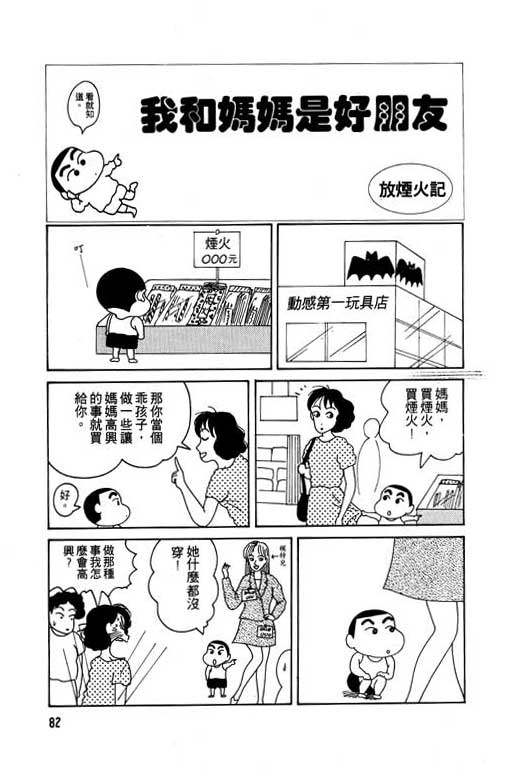 看就知
道。
我和媽媽是好朋友
放煙火記
動感第一玩具店
煙火
000元
盯
媽媽，
買煙火，
買煙火！
那你當個
乖孩子，
做一些讓
媽媽高興
的事就買
給你。
好。
模特兒
她什麼都沒
穿！
做那種
事我怎
麼會高
興？
82